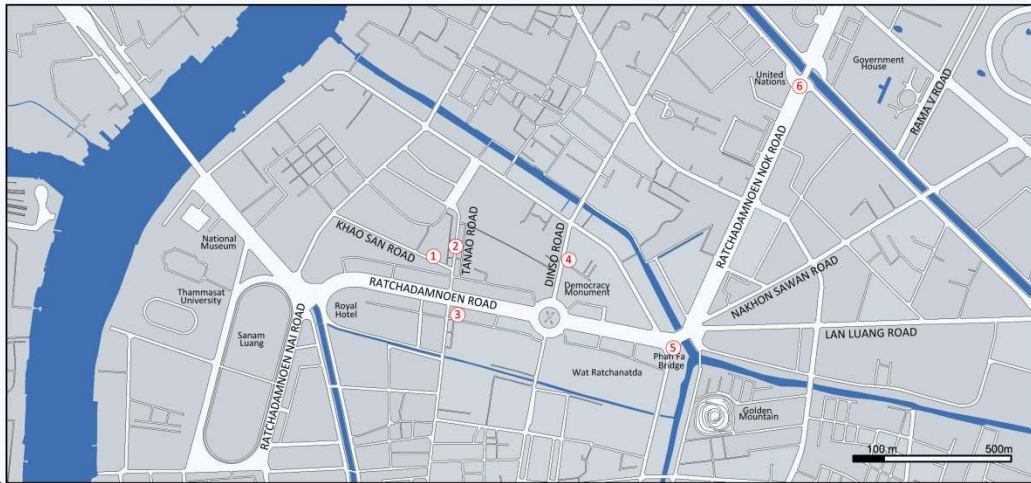 6
United
Nations
Government
House
RAMA V ROAD
RATCHADAMNOEN NOK ROAD
National
Museum
KHAO SAN ROAD
1
2
TANAO ROAD
DINSO ROAD
4
NAKHON SAWAN ROAD
Thammasat
University
RATCHADAMNOEN ROAD
Democracy
Monument
Royal
Hotel
3
Sanam
Luang
RATCHADAMNOEN NAI ROAD
LAN LUANG ROAD
5
Phan Fa
Bridge
Wat Ratchanatda
Golden
Mountain
100 m
500m